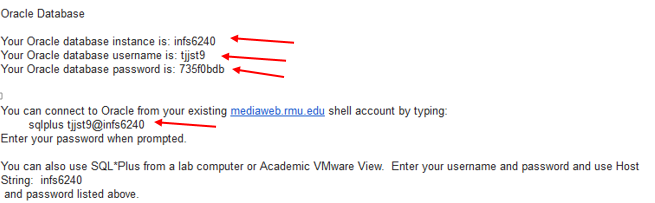 Oracle Database
Your Oracle database instance is: infs6240
Your Oracle database username is: tjjst9
Your Oracle database password is: 735f0bdb
You can connect to Oracle from your existing mediaweb.rmu.edu shell account by typing:
sqlplus tjjst9@infs6240
Enter your password when prompted.
You can also use SQL*Plus from a lab computer or Academic VMware View.  Enter your username and password and use Host
String:  infs6240
and password listed above.